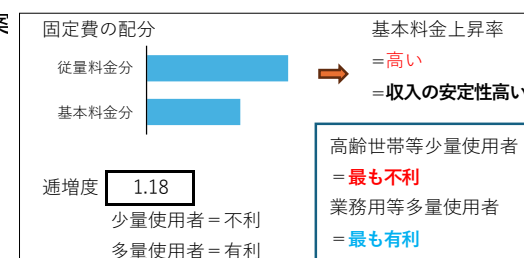 固定費の配分
従量料金分
基本料金分
基本料金上昇率
=高い
=収入の安定性高い
逓増度 1.18
少量使用者＝不利
多量使用者＝有利
高齢世帯等少量使用者
＝最も不利
業務用等多量使用者
＝最も有利